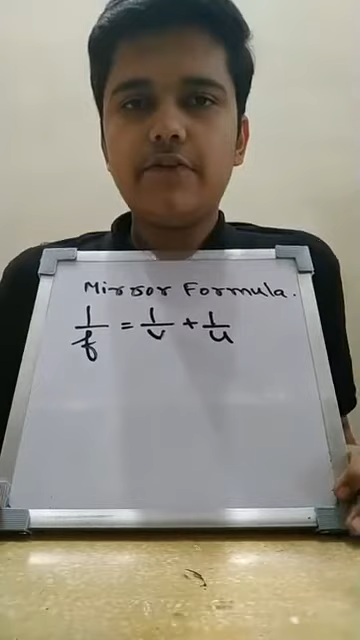 Mirror Formula.
1/f = 1/v + 1/u